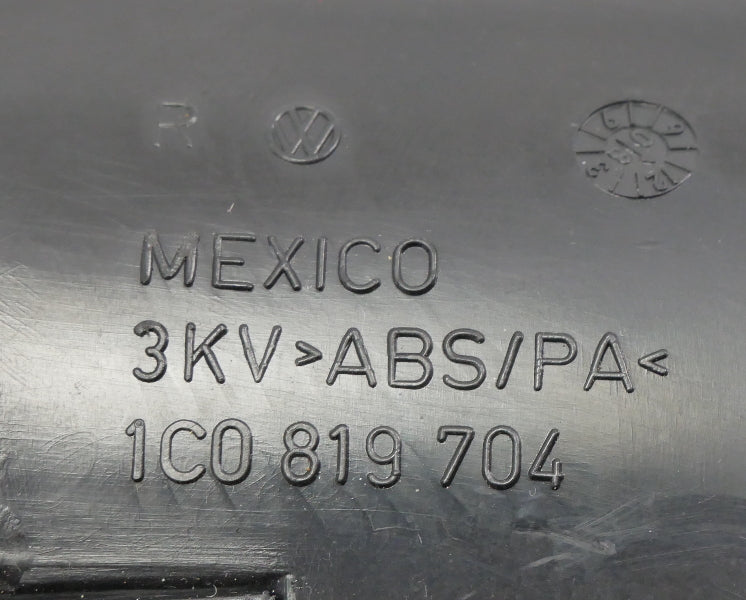 R
MEXICO
3KV >ABS/PA<
1C0 819 704